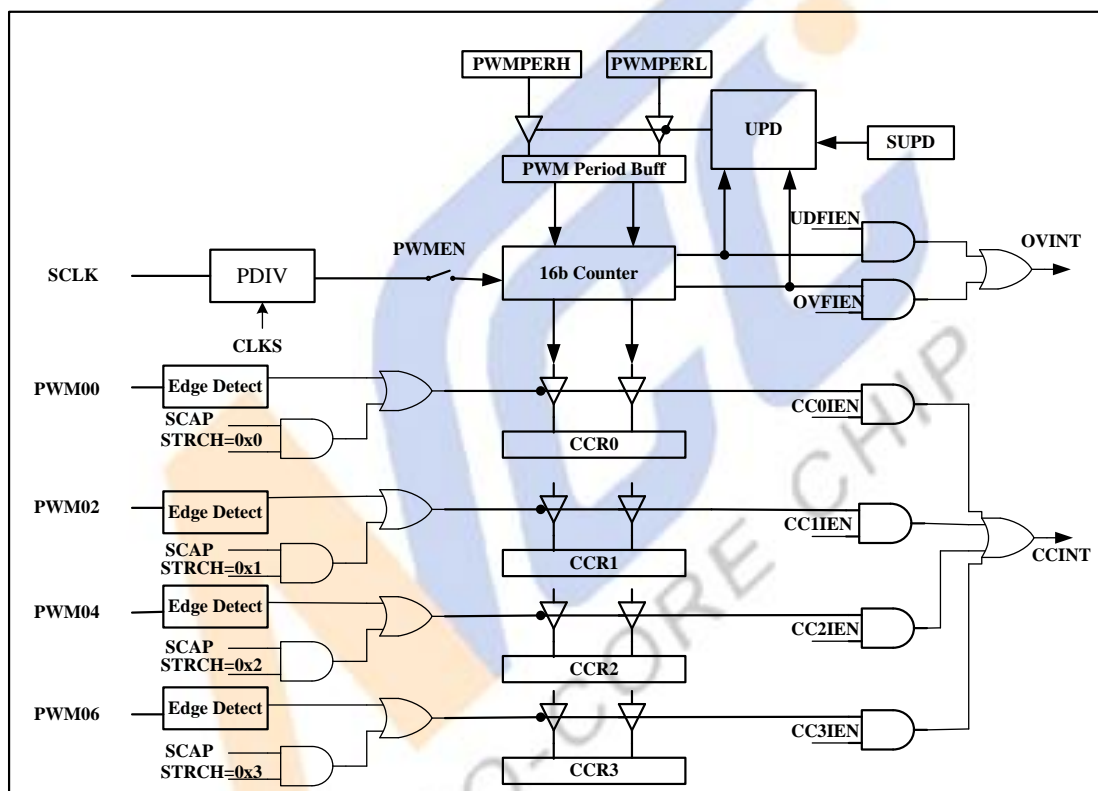 PWMPERH
PWMPERL
UPD
SUPD
PWM Period Buff
UDFIEN
OVINT
PWMEN
SCLK
PDIV
16b Counter
OVFIEN
CLKS
PWM00
Edge Detect
SCAP
STRCH=0x0
CC0IEN
CCR0
PWM02
Edge Detect
SCAP
STRCH=0x1
CC1IEN
CCINT
CCR1
PWM04
Edge Detect
SCAP
STRCH=0x2
CC2IEN
CCR2
PWM06
Edge Detect
SCAP
STRCH=0x3
CC3IEN
CCR3
O-CORE CHIP